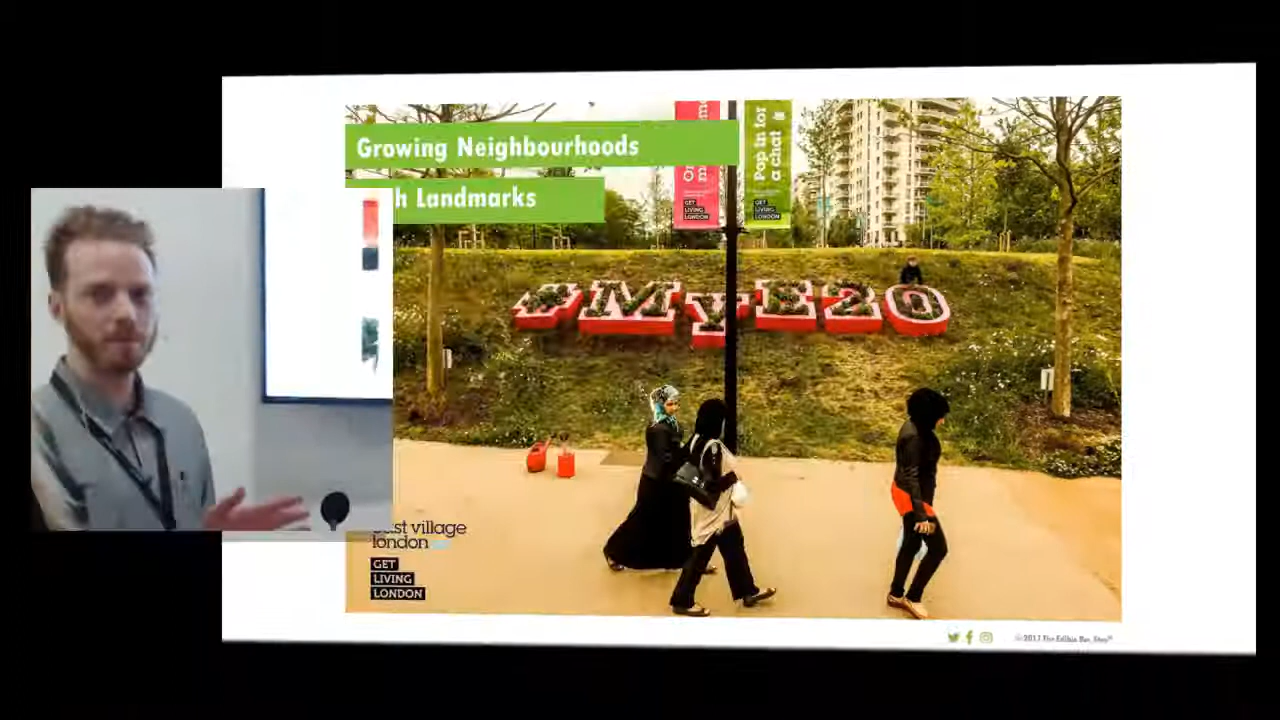 Growing Neighbourhoods
h Landmarks
Pop in for
a chat
GET
LIVING
LONDON
GET
LIVING
LONDON
#MyE20
east village
london
GET
LIVING
LONDON